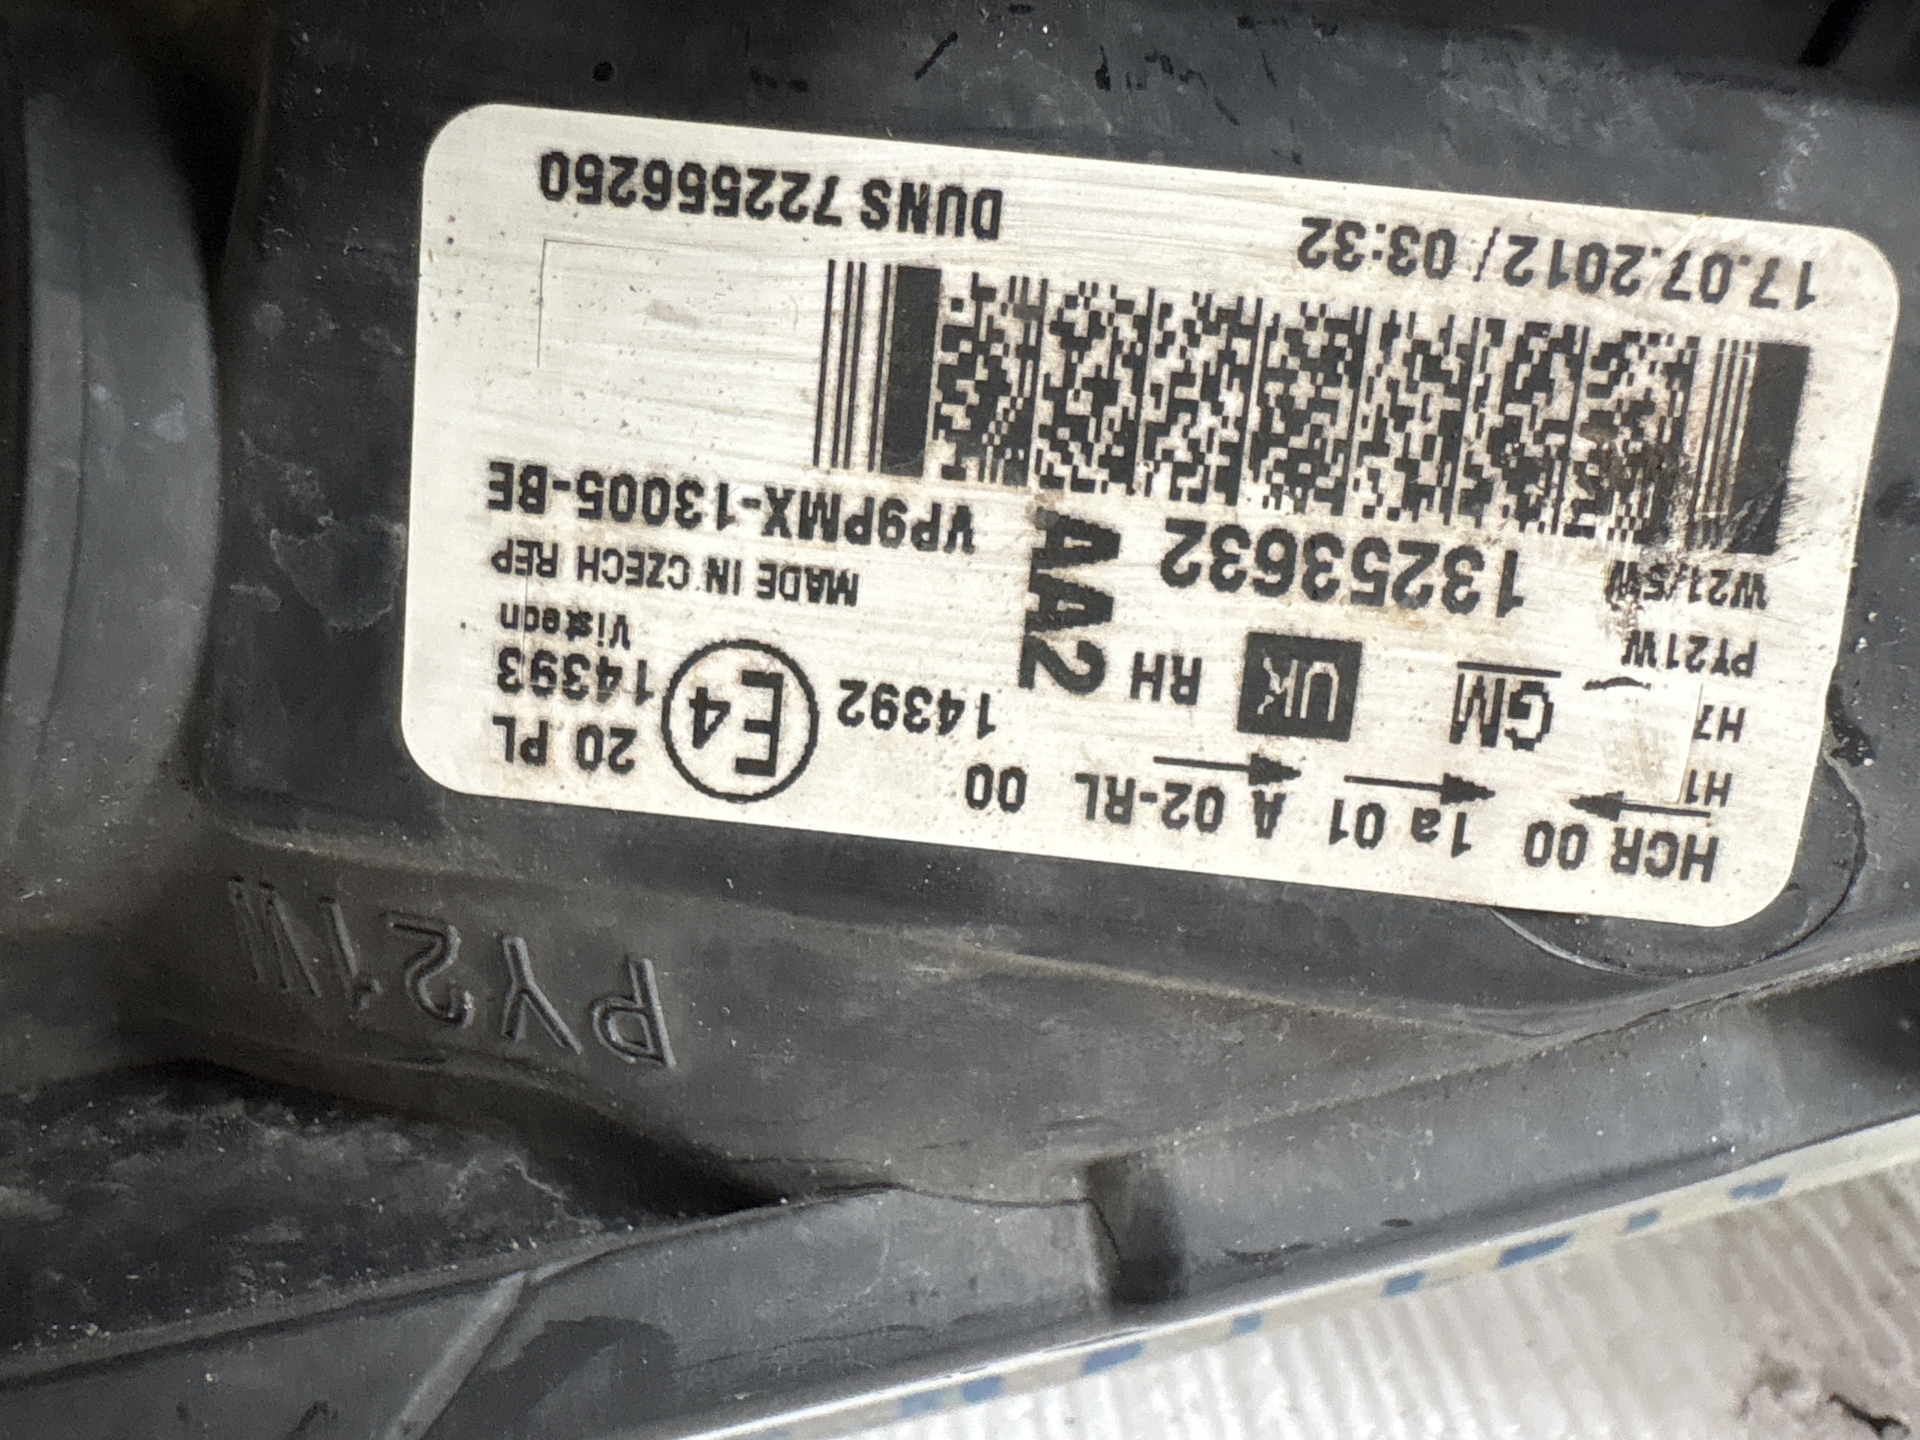 HCR 00 1a 01 A 02-RL 00 20 PL
H1
H7 GM UK RH AA2 14392 E4 14393
PY21W Visteon
W21/5W 13253632 MADE IN CZECH REP
VP9PMX-13005-BE
17.07.2012/ 03:32 DUNS 722556250
PY21W